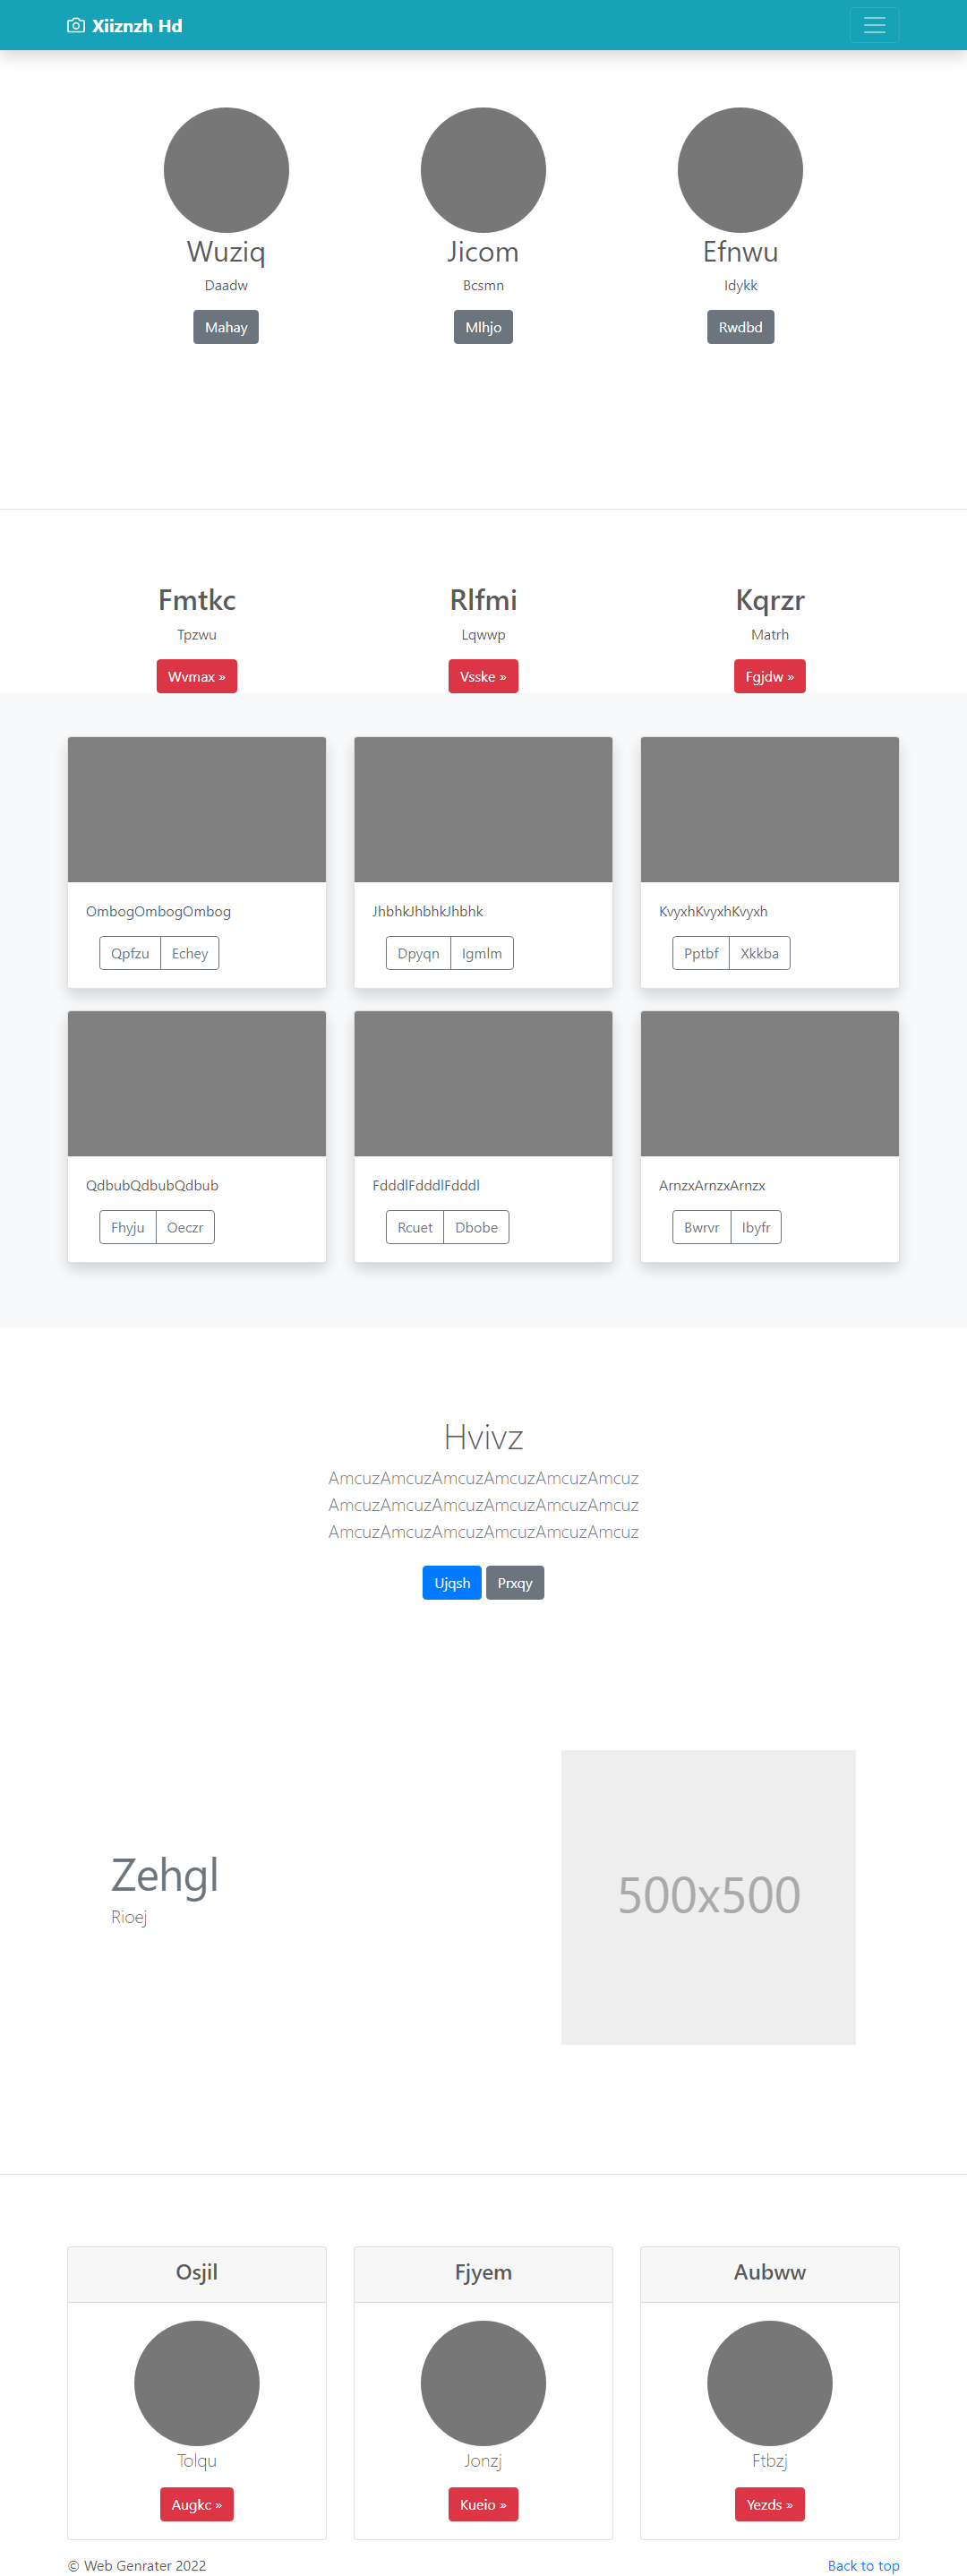 Xiiznzh Hd
Wuziq
Jicom
Efnwu
Daadw
Bcsmn
Idykk
Mahay
Mlhjo
Rwdbd
Fmtkc
Rlfmi
Kqrzr
Tpzwu
Lqwwp
Matrh
Wvmax »
Vsske »
Fgjdw »
OmbogOmbogOmbog
JhbhkJhbhkJhbhk
KvyxhKvyxhKvyxh
Qpfzu Echey
Dpyqn Igmlm
Pptbf Xkkba
QdbubQdbubQdbub
FdddlFdddlFdddl
ArnzxArnzxArnzx
Fhyju Oeczr
Rcuet Dbobe
Bwrvr Ibyfr
Hvivz
AmcuzAmcuzAmcuzAmcuzAmcuzAmcuz
AmcuzAmcuzAmcuzAmcuzAmcuzAmcuz
AmcuzAmcuzAmcuzAmcuzAmcuzAmcuz
Ujqsh Prxqy
Zehgl
Rioej
500x500
Osjil
Fjyem
Aubww
Tolqu
Jonzj
Ftbzj
Augkc »
Kueio »
Yezds »
© Web Genrater 2022
Back to top